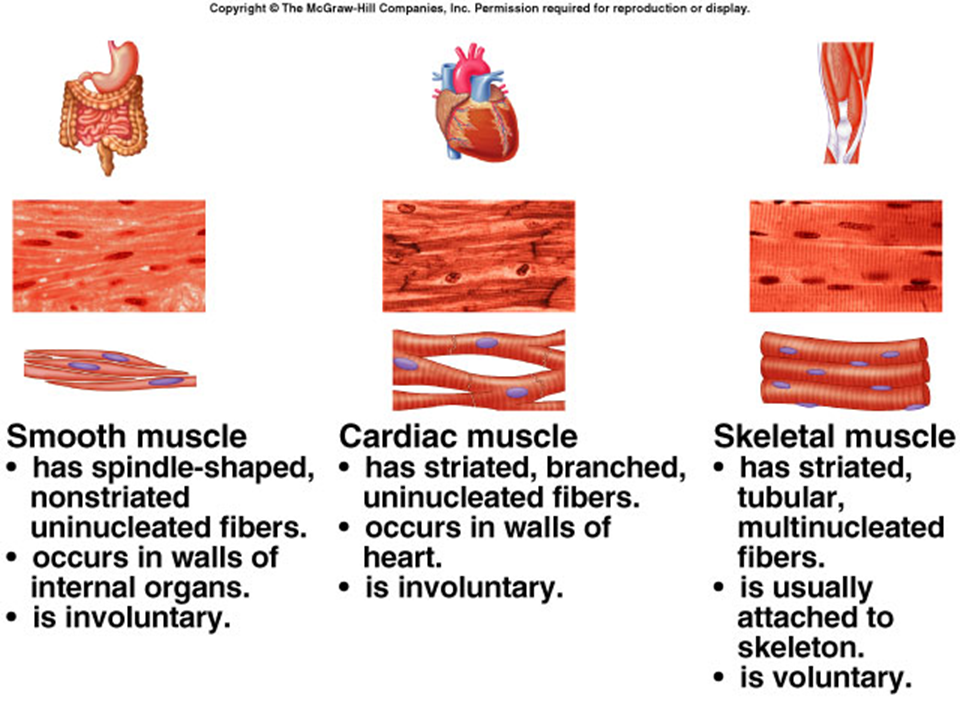 Copyright © The McGraw-Hill Companies, Inc. Permission required for reproduction or display.
Smooth muscle
• has spindle-shaped,
nonstriated
uninucleated fibers.
• occurs in walls of
internal organs.
• is involuntary.
Cardiac muscle
• has striated, branched,
uninucleated fibers.
• occurs in walls of
heart.
• is involuntary.
Skeletal muscle
• has striated,
tubular,
multinucleated
fibers.
• is usually
attached to
skeleton.
• is voluntary.